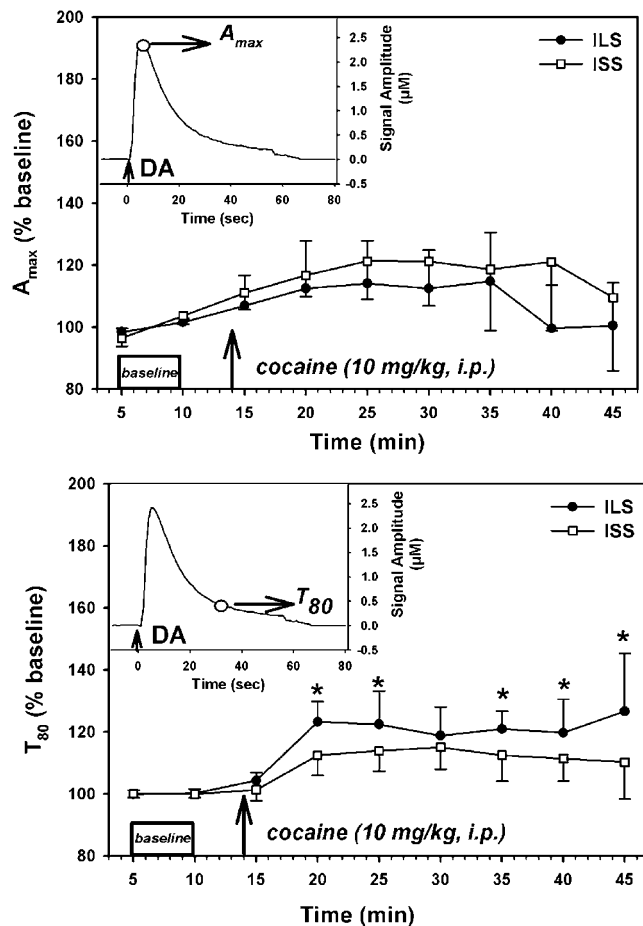 200
180
160
140
120
100
80
A_max (% baseline)
A_max
DA
2.5
2.0
1.5
1.0
0.5
0.0
-0.5
Signal Amplitude
(µM)
0 20 40 60 80
Time (sec)
ILS
ISS
baseline
cocaine (10 mg/kg, i.p.)
5 10 15 20 25 30 35 40 45
Time (min)
200
180
160
140
120
100
80
T_80 (% baseline)
T_80
DA
2.5
2.0
1.5
1.0
0.5
0.0
-0.5
Signal Amplitude
(µM)
0 20 40 60 80
Time (sec)
ILS
ISS
* * * * *
baseline
cocaine (10 mg/kg, i.p.)
5 10 15 20 25 30 35 40 45
Time (min)